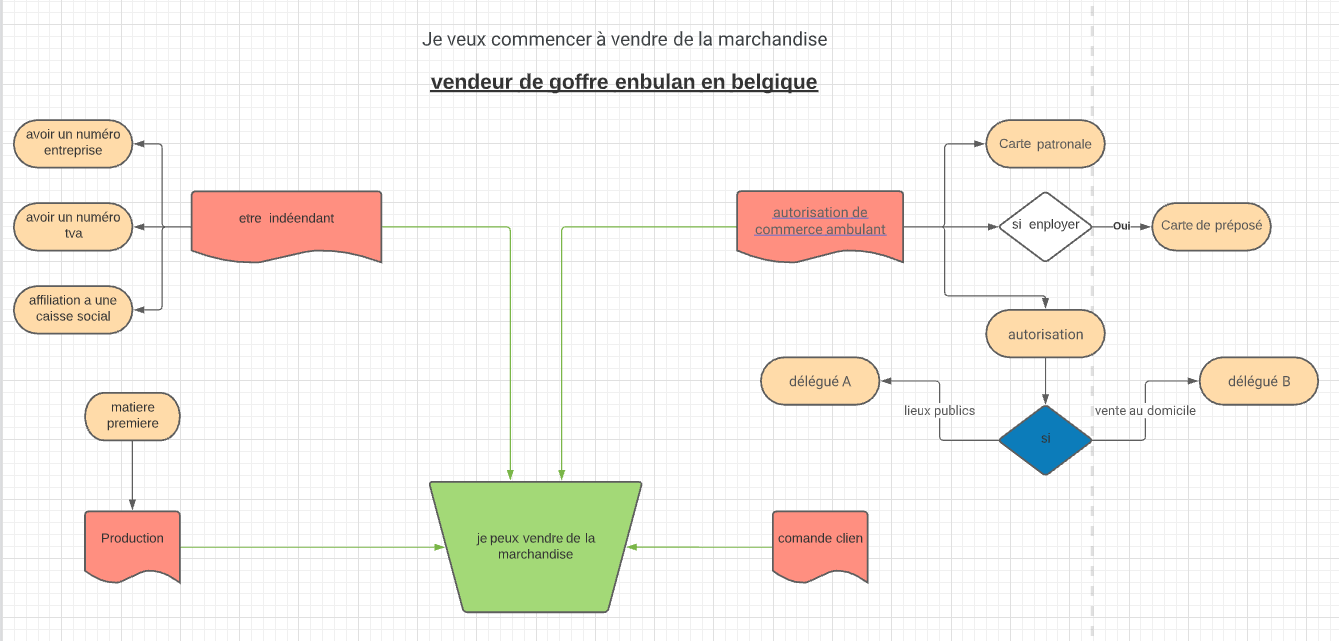 Je veux commencer à vendre de la marchandise
vendeur de goffre enbulan en belgique
avoir un numéro
entreprise
Carte patronale
avoir un numéro
tva
etre indéendant
autorisation de
commerce ambulant
si enployer
Oui
Carte de préposé
affiliation a une
caisse social
autorisation
délégué A
délégué B
lieux publics
vente au domicile
matiere
premiere
si
Production
je peux vendre de la
marchandise
comande clien